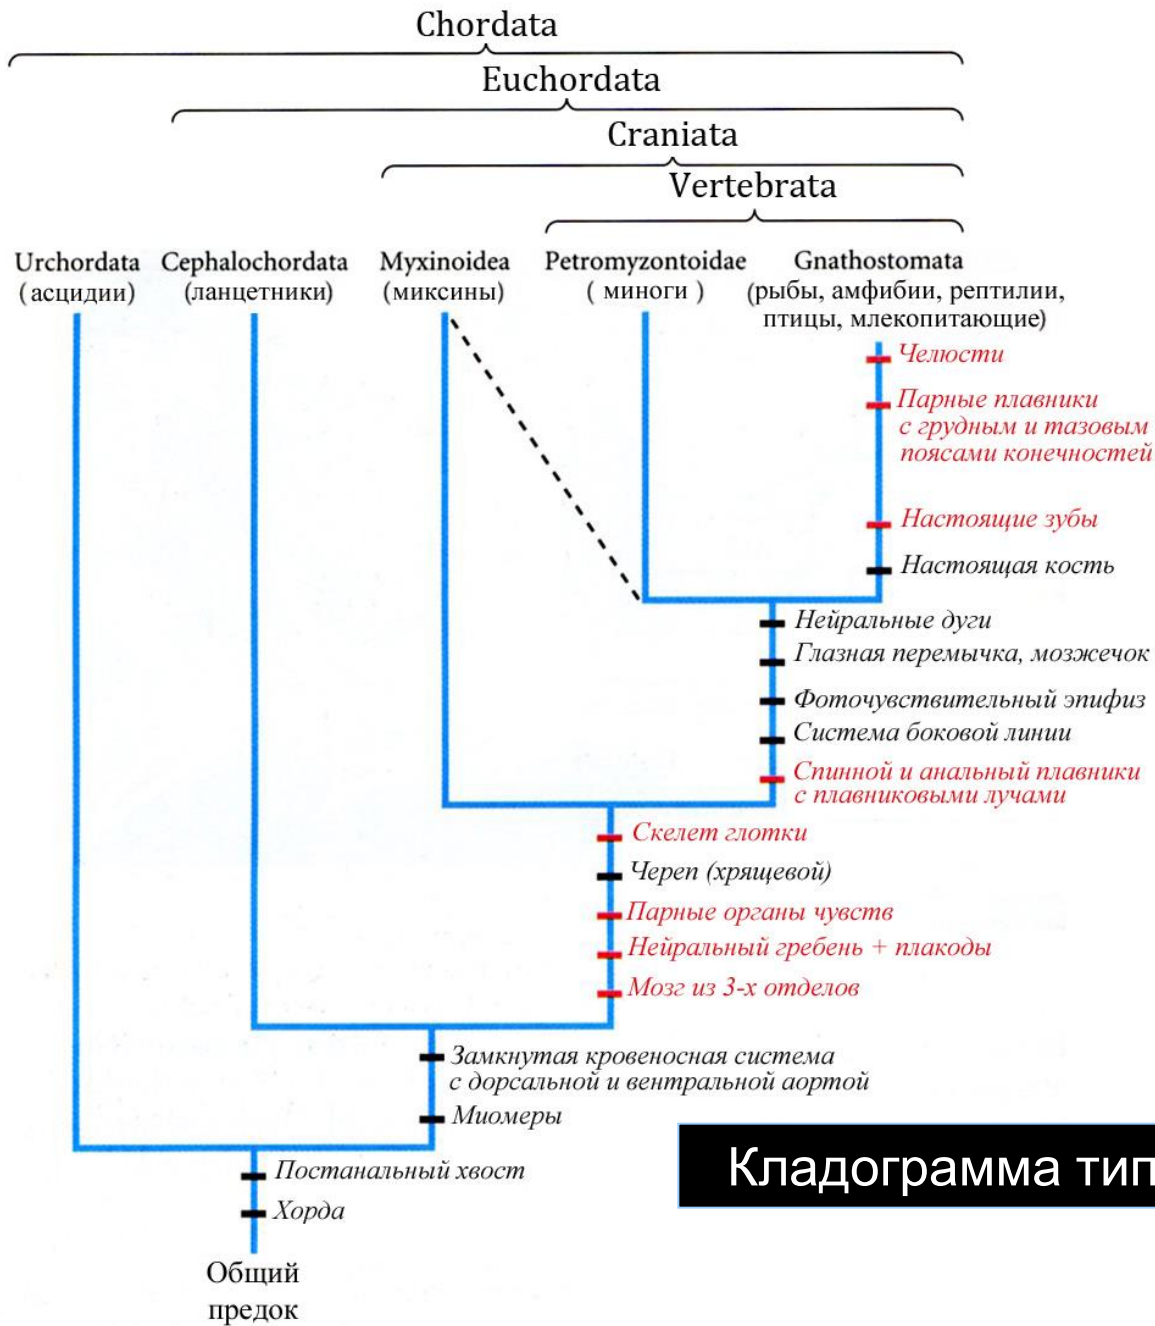 Chordata
Euchordata
Craniata
Vertebrata
Urchordata
(асцидии)
Cephalochordata
(ланцетники)
Myxinoidea
(миксины)
Petromyzontoidae
( миноги )
Gnathostomata
(рыбы, амфибии, рептилии,
птицы, млекопитающие)
Челюсти
Парные плавники
с грудным и тазовым
поясами конечностей
Настоящие зубы
Настоящая кость
Нейральные дуги
Глазная перемычка, мозжечок
Фоточувствительный эпифиз
Система боковой линии
Спинной и анальный плавники
с плавниковыми лучами
Скелет глотки
Череп (хрящевой)
Парные органы чувств
Нейральный гребень + плакоды
Мозг из 3-х отделов
Замкнутая кровеносная система
с дорсальной и вентральной аортой
Миомеры
Постанальный хвост
Хорда
Общий
предок
Кладограмма тип